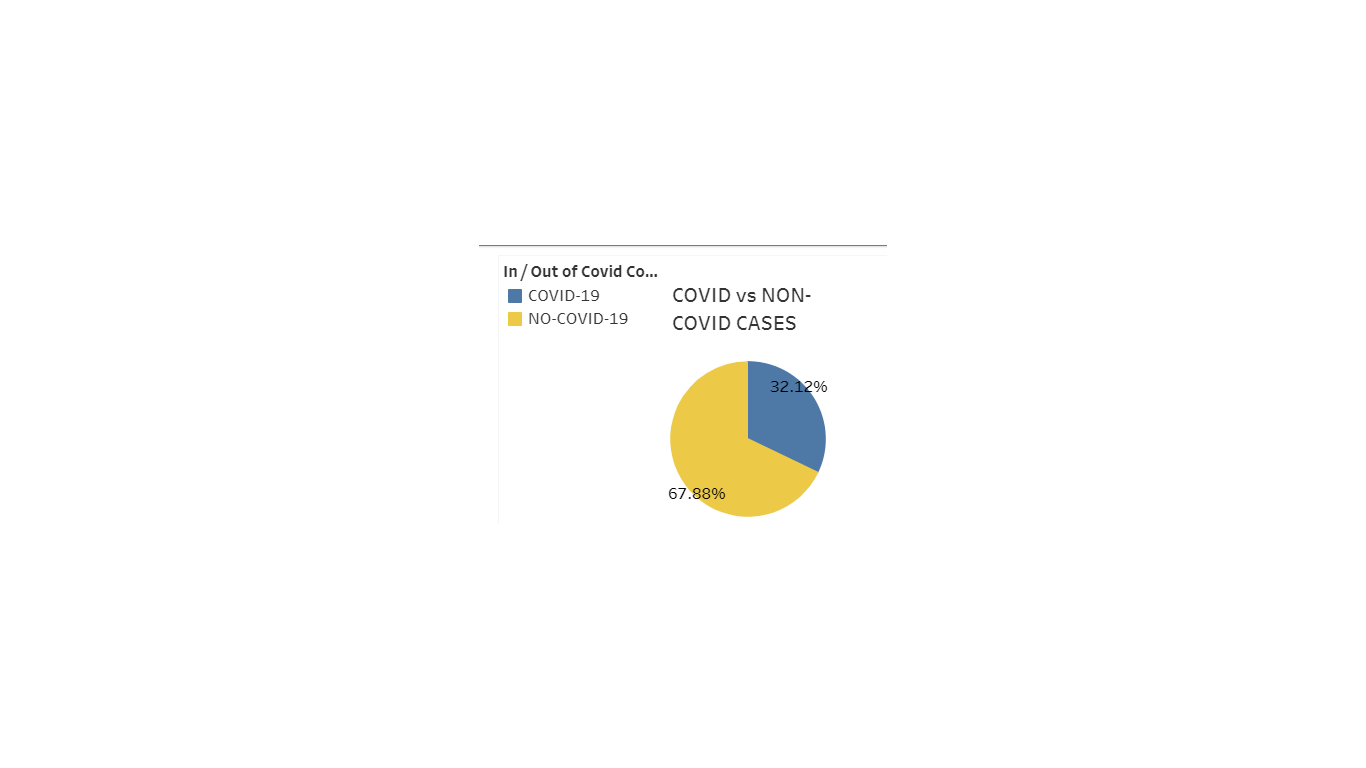 In / Out of Covid Co...
COVID-19
NO-COVID-19
COVID vs NON-
COVID CASES
32.12%
67.88%